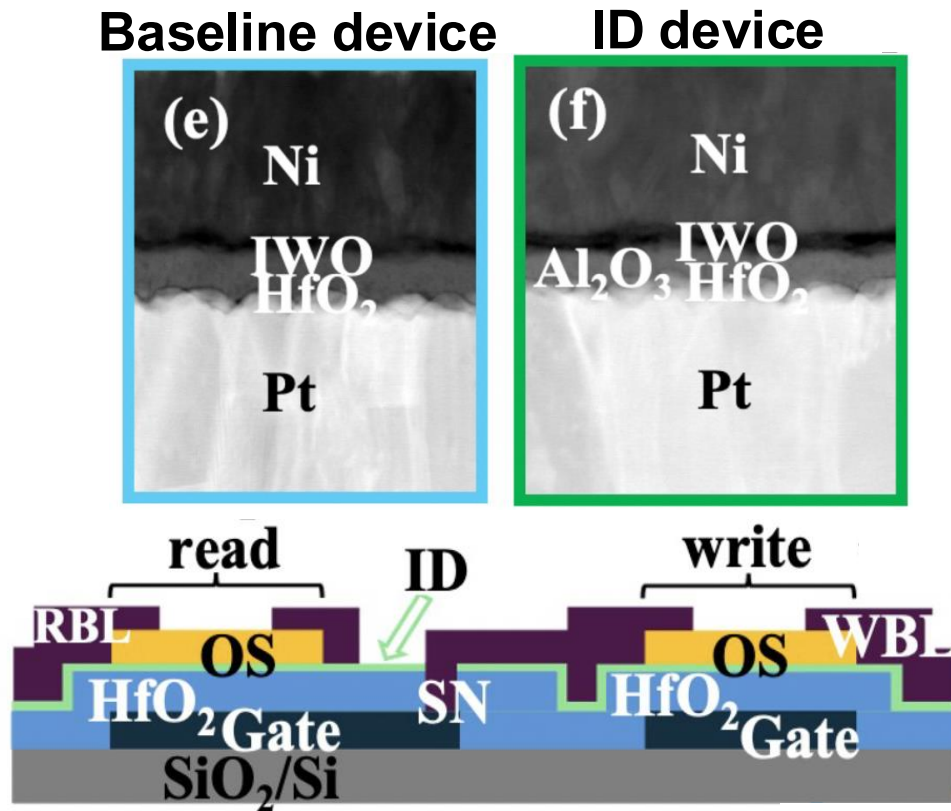 Baseline device
ID device
(e)
Ni
IWO
HfO₂
Pt
(f)
Ni
IWO
Al₂O₃ HfO₂
Pt
read
ID
write
RBL
OS
OS
WBL
HfO₂
SN
HfO₂
Gate
Gate
SiO₂/Si